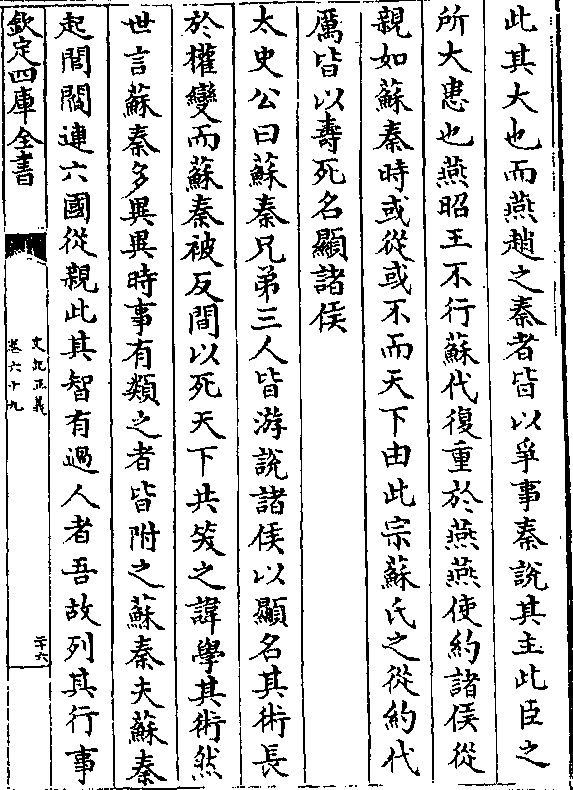 此其大也而燕趙之秦者皆以爭事秦說其主此臣之
所大患也燕昭王不行蘇代復重於燕燕使約諸侯從
親如蘇秦時或從或不而天下由此宗蘇氏之從約代
厲皆以壽死名顯諸侯
太史公曰蘇秦兄弟三人皆游說諸侯以顯名其術長
於權變而蘇秦被反間以死天下共笑之諱學其術然
世言蘇秦多異異時事有類之者皆附之蘇秦夫蘇秦
起閭閻連六國從親此其智有過人者吾故列其行事
欽定四庫全書
史記正義
卷六十九
二十六